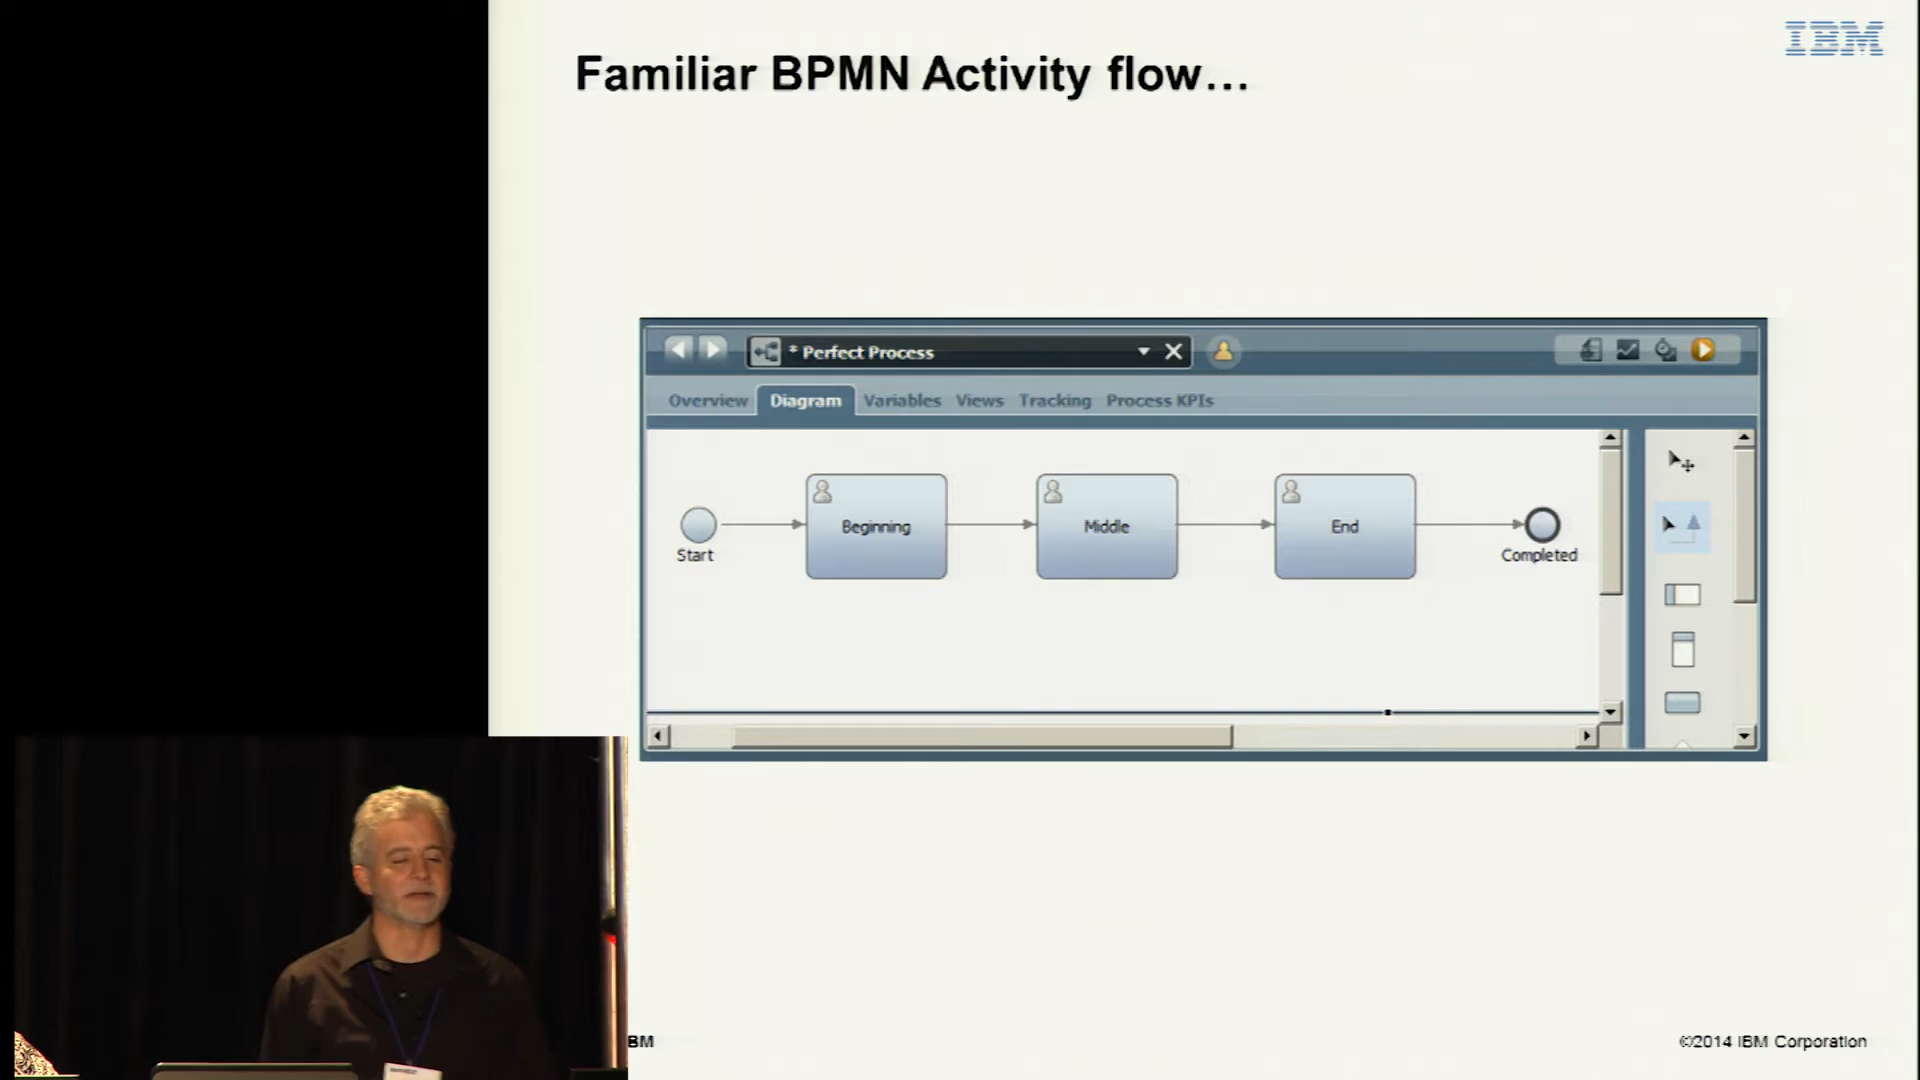 IBM
Familiar BPMN Activity flow…
* Perfect Process
Overview Diagram Variables Views Tracking Process KPIs
Beginning Middle End
Start Completed
BM ©2014 IBM Corporation